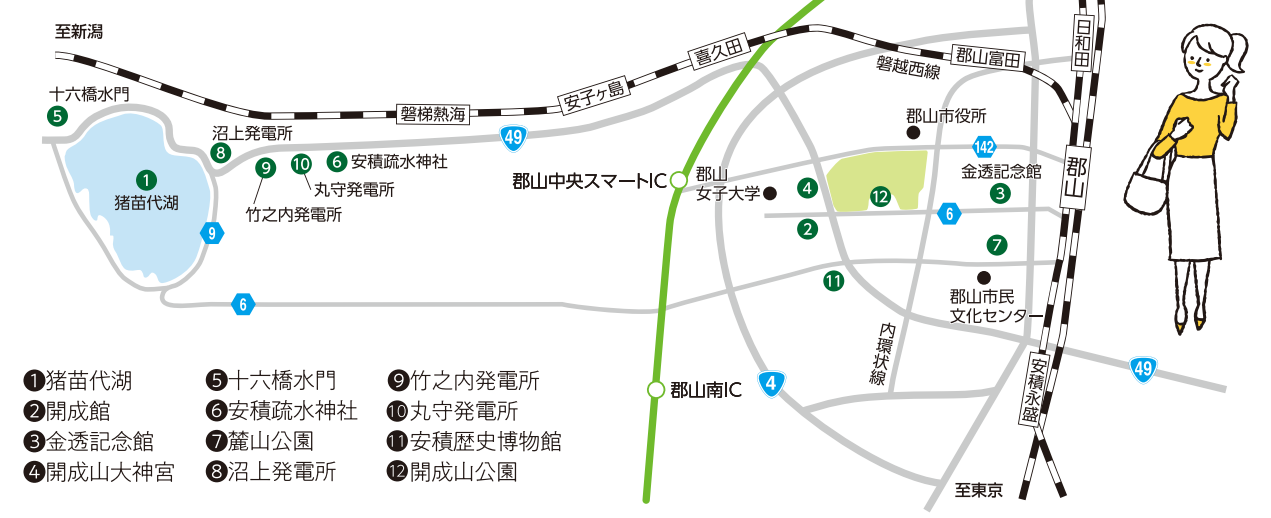 至新潟
十六橋水門
5
1
猪苗代湖
9
6
沼上発電所
8
9
竹之内発電所
10
丸守発電所
6
安積疏水神社
磐梯熱海
安子ヶ島
喜久田
49
郡山中央スマートIC
郡山南IC
磐越西線
郡山富田
日和田
郡山市役所
142
金透記念館
3
郡山
郡山
女子大学
4
12
2
6
7
11
郡山市民
文化センター
内環状線
4
安積永盛
49
至東京
1猪苗代湖
2開成館
3金透記念館
4開成山大神宮
5十六橋水門
6安積疏水神社
7麓山公園
8沼上発電所
9竹之内発電所
10丸守発電所
11安積歴史博物館
12開成山公園